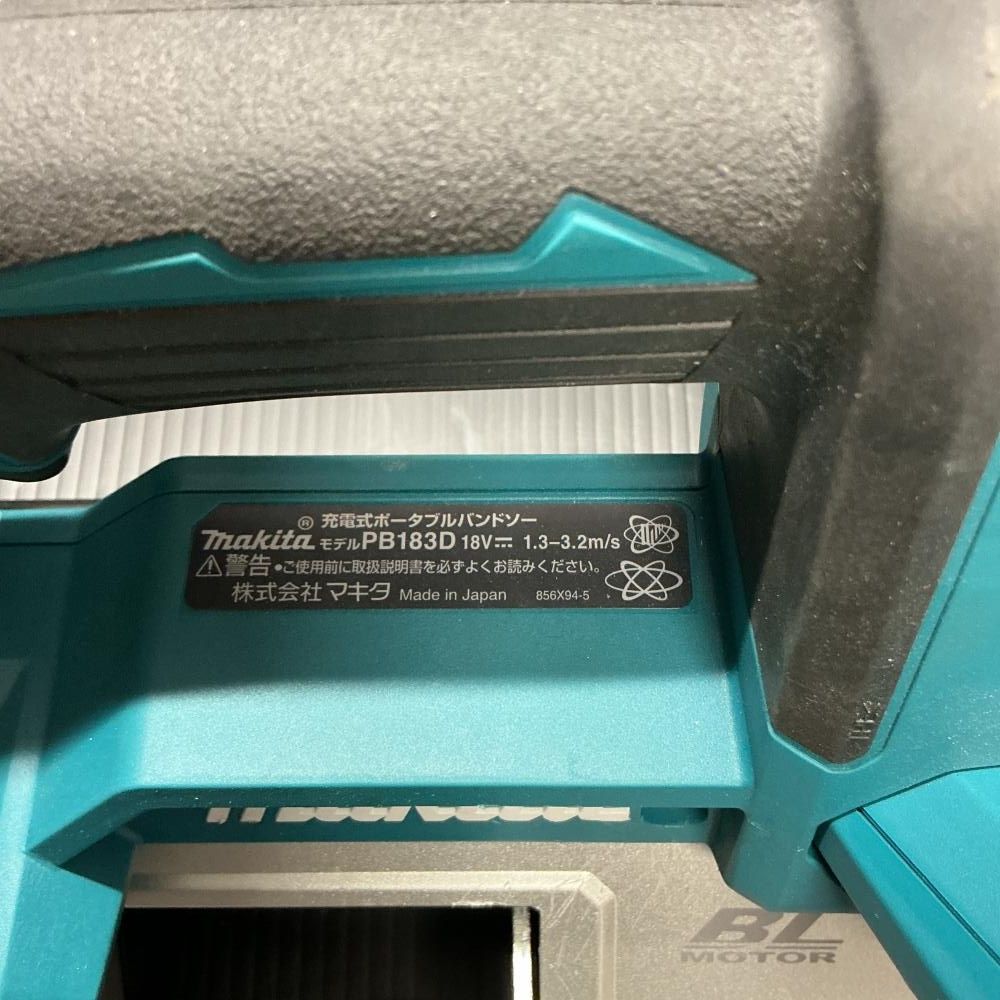 makita® 充電式ポータブルバンドソー
モデルPB183D 18V⎓ 1.3–3.2m/s
⚠警告 •ご使用前に取扱説明書を必ずよくお読みください。
株式会社 マキタ Made in Japan 856X94-5
BL
MOTOR